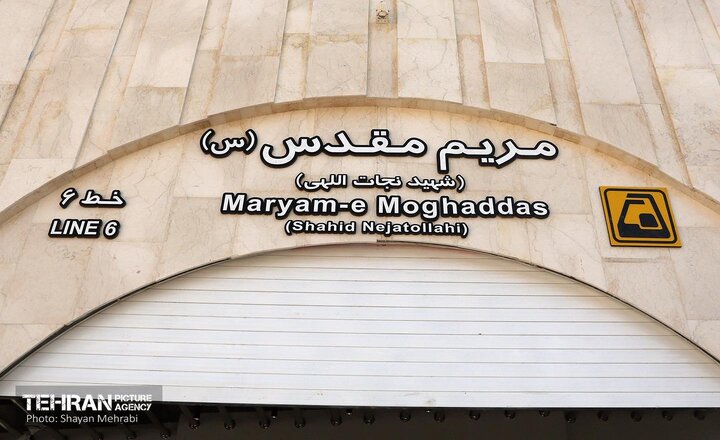 مریم مقدس (س)
(شهید نجات اللهی)
Maryam-e Moghaddas
(Shahid Nejatollahi)
خط ۶
LINE 6
TEHRAN PICTURE AGENCY
Photo: Shayan Mehrabi